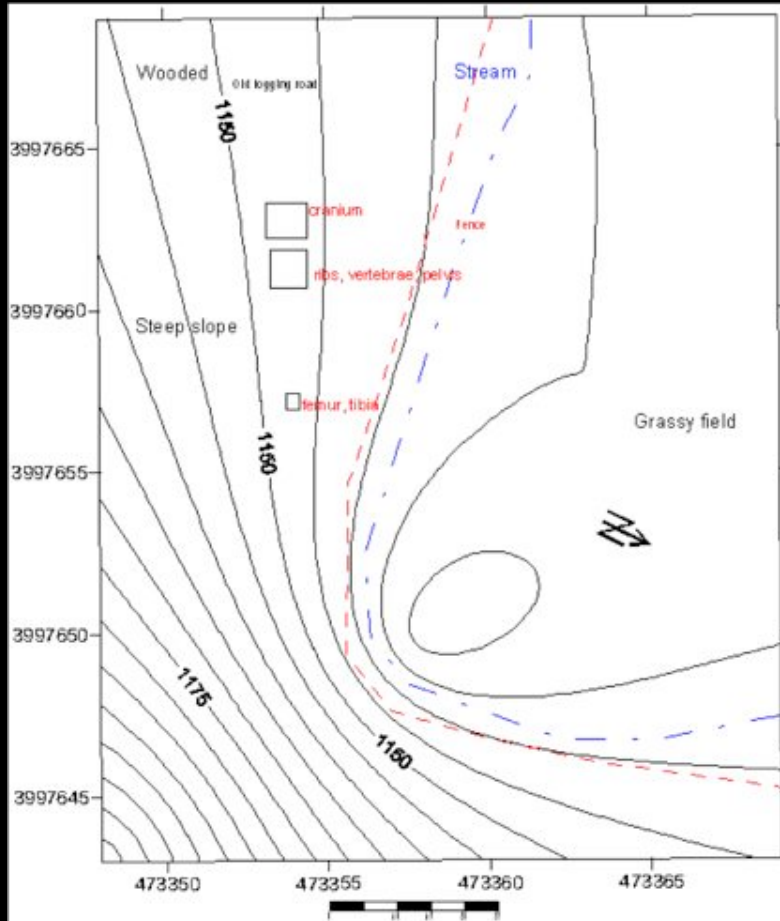 Wooded
Stream
Old logging road
1150
3997665
cranium
Fence
ribs, vertebrae, pelvis
3997660
Steep slope
femur, tibia
Grassy field
1150
3997655
3997650
1175
1150
3997645
473350
473355
473360
473365